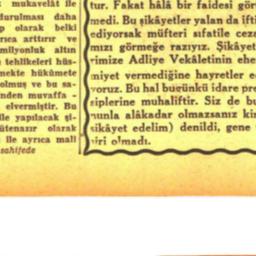 mukavelât ile
durulması daha
p olarak belki
rıca arttırır ve
milyonluk altın
tehlikeleri hüs-
mekte hükûmete
olmuş ve bu sa-
nden muvaffa -
elvermiştir. Bu
ile yapılacak şi-
ütenazır olarak
ile ayrıca mali
sahifede
tur. Fakat hâlâ bir faidesi gör
medi. Bu şikâyetler yalan da ift
ediyorsak müfteri sıfatile ceza
mızı görmeğe razıyız. Şikâyet
rimize Adliye Vekâletinin ehe
niyet vermediğine hayretler e
yoruz. Bu hal bugünkü idare pre
siplerine muhaliftir. Siz de bu
nunla alâkadar olmazsanız ki
şikâyet edelim) denildi, gene
iri olmadı.